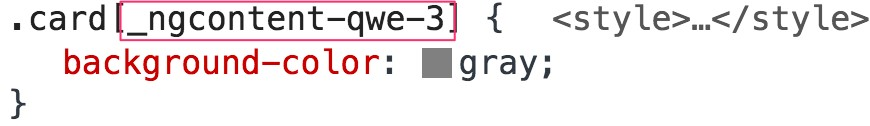 .card[_ngcontent-qwe-3] { <style>…</style>
background-color: gray;
}